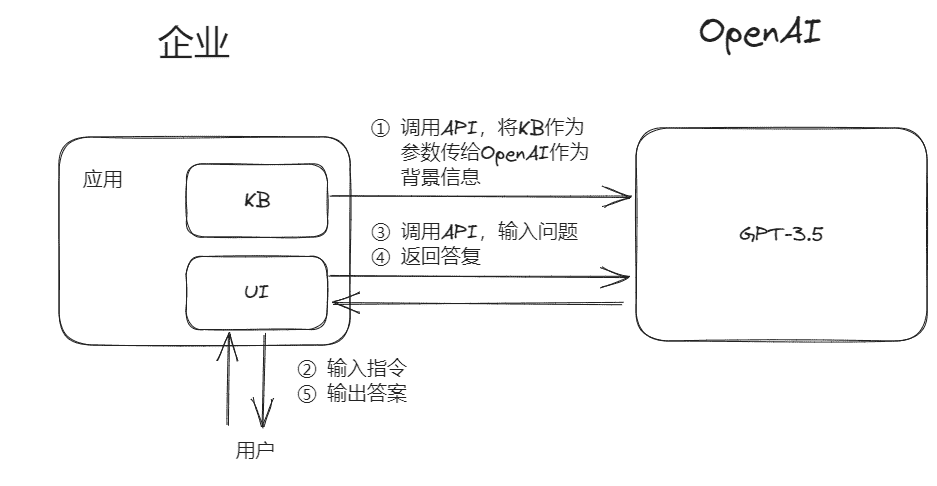 企业
OpenAI
① 调用API，将KB作为
参数传给OpenAI作为
背景信息
应用
KB
③ 调用API，输入问题
④ 返回答复
GPT-3.5
UI
② 输入指令
⑤ 输出答案
用户